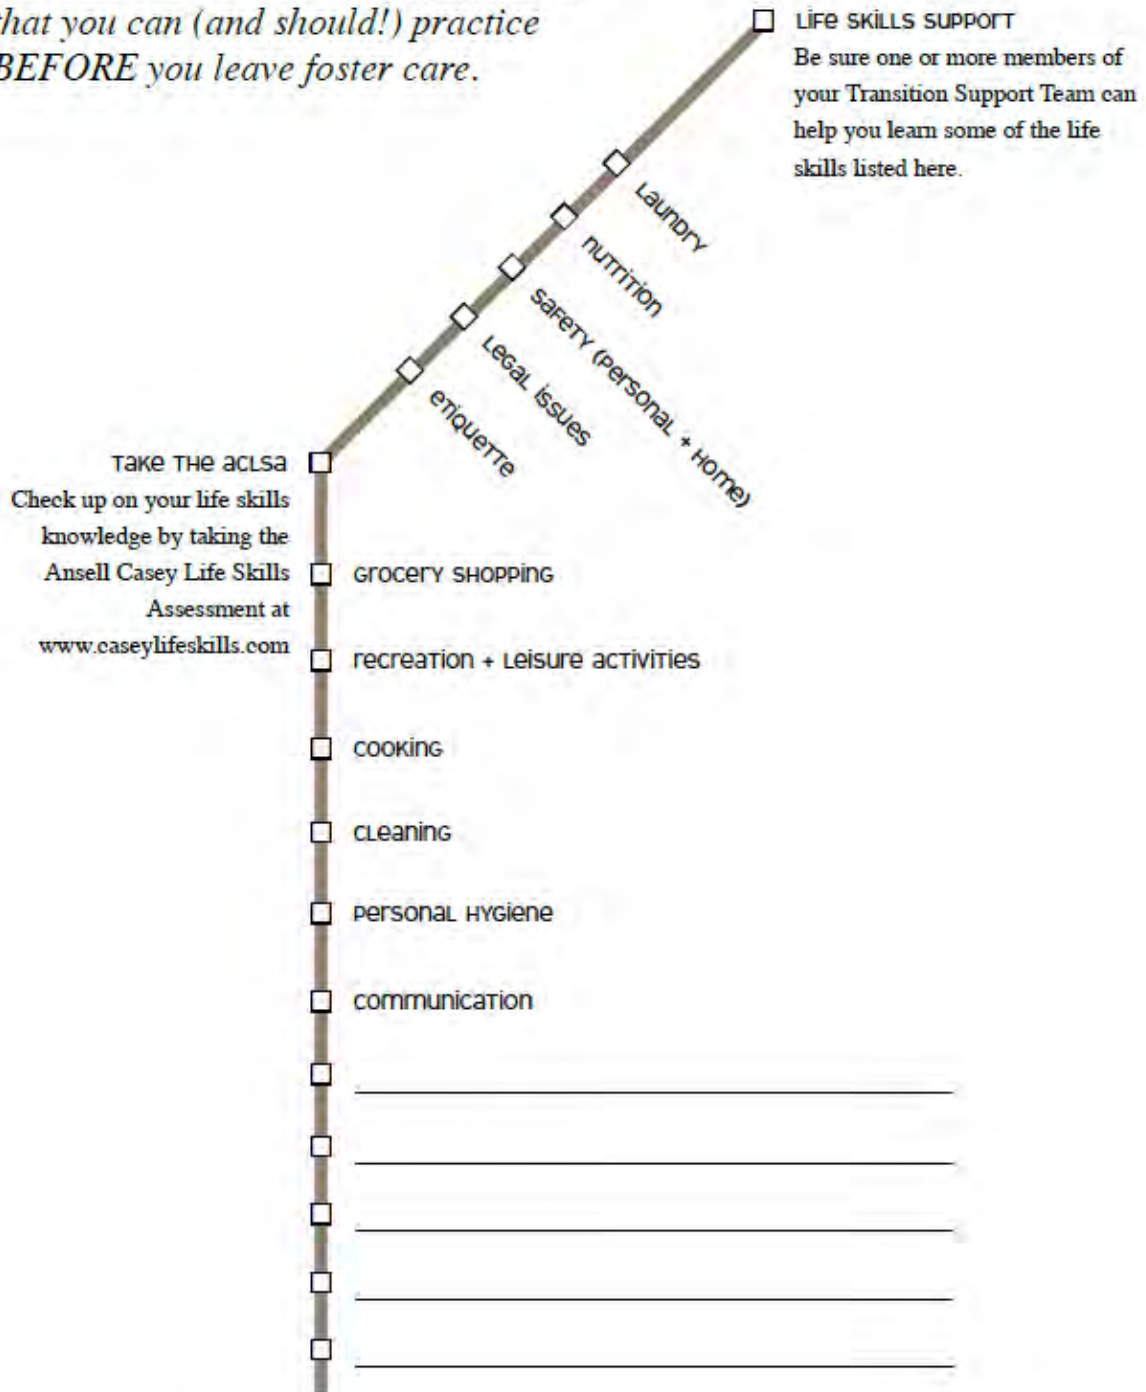 that you can (and should!) practice
BEFORE you leave foster care.
LIFE SKILLS SUPPORT
Be sure one or more members of
your Transition Support Team can
help you learn some of the life
skills listed here.
LAUNDRY
NUTRITION
SAFETY (PERSONAL + HOME)
LEGAL ISSUES
ETIQUETTE
TAKE THE ACLSA
Check up on your life skills
knowledge by taking the
Ansell Casey Life Skills
Assessment at
www.caseylifeskills.com
GROCERY SHOPPING
RECREATION + LEISURE ACTIVITIES
COOKING
CLEANING
PERSONAL HYGIENE
COMMUNICATION